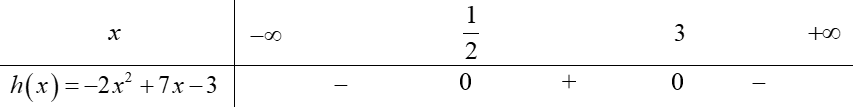 x −∞ 1/2 3 +∞
h(x) = −2x² + 7x − 3 − 0 + 0 −